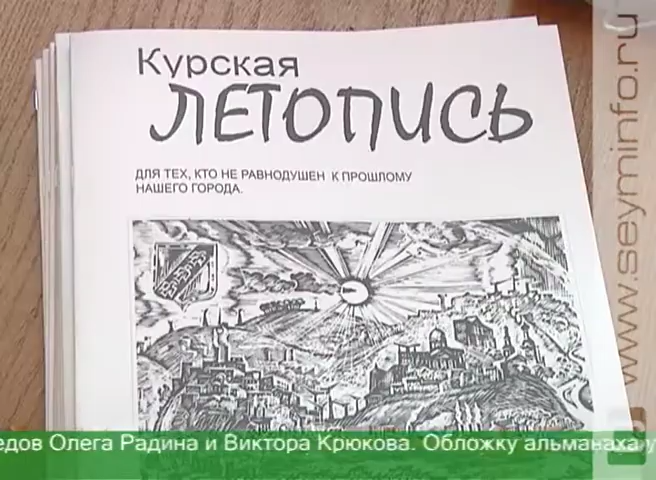 Курская
ЛЕТОПИСЬ
ДЛЯ ТЕХ, КТО НЕ РАВНОДУШЕН К ПРОШЛОМУ
НАШЕГО ГОРОДА.
www.seyminfo.ru
едов Олега Радина и Виктора Крюкова. Обложку альманаха у